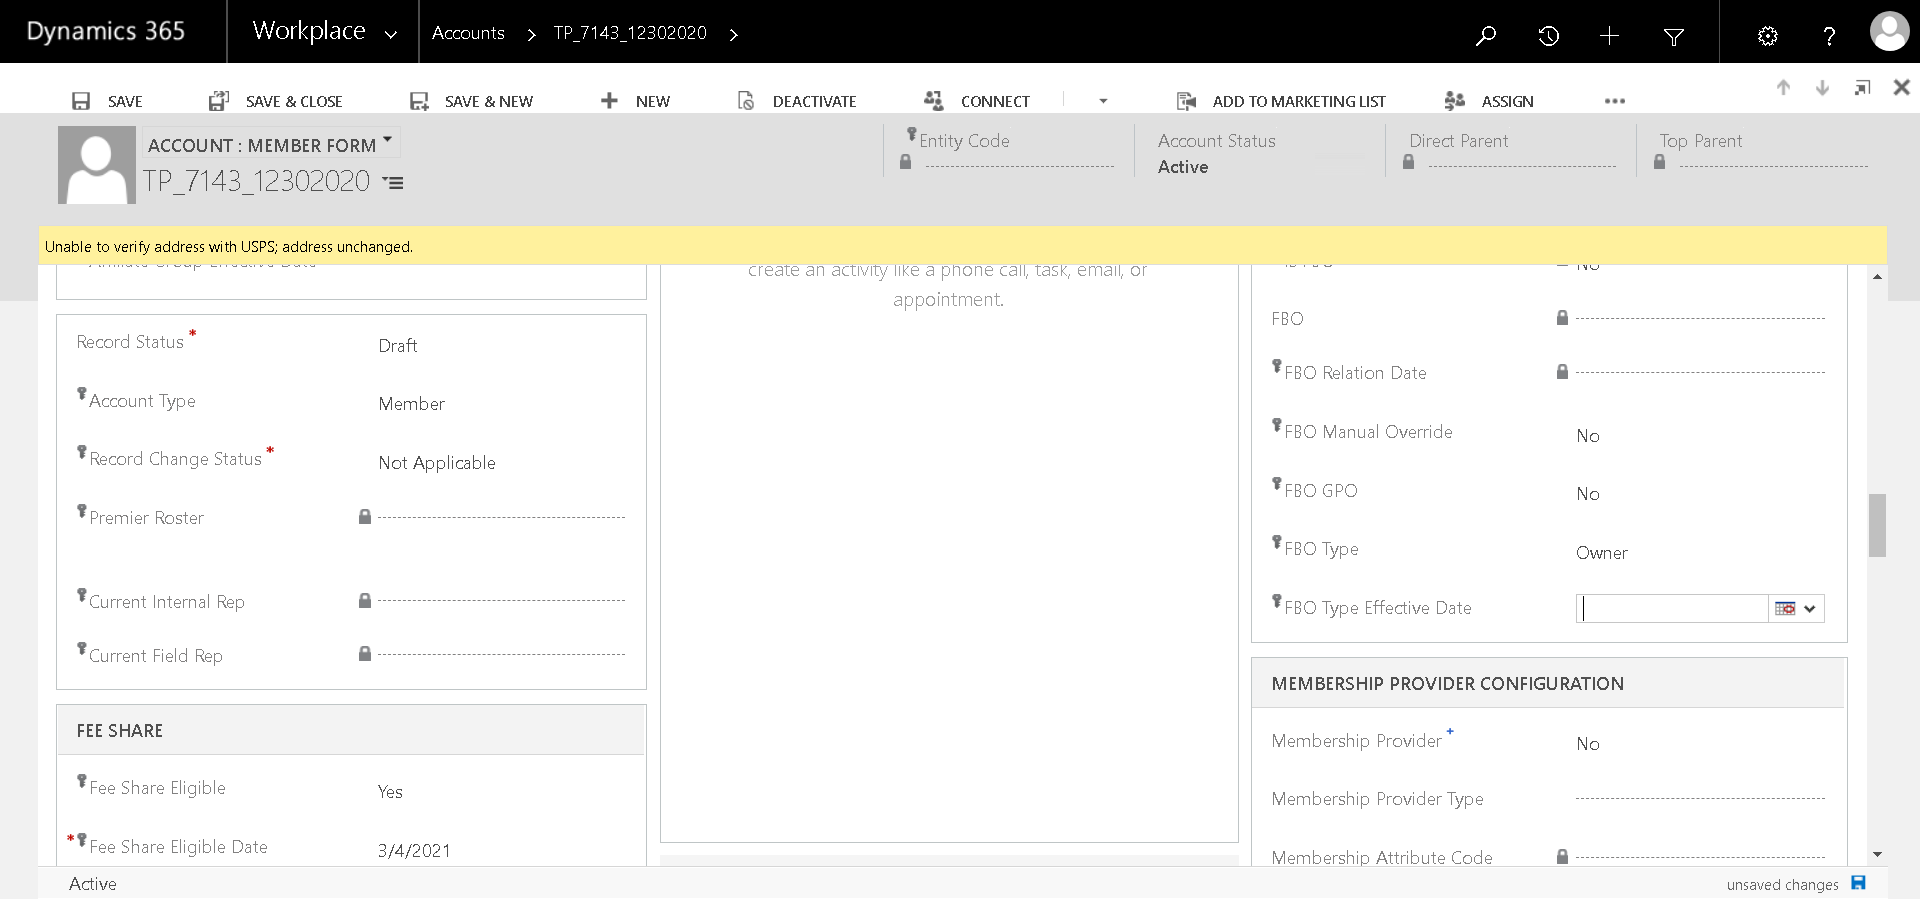 Dynamics 365
Workplace
Accounts
TP_7143_12302020
SAVE
SAVE & CLOSE
SAVE & NEW
NEW
DEACTIVATE
CONNECT
ADD TO MARKETING LIST
ASSIGN
ACCOUNT : MEMBER FORM
TP_7143_12302020
Entity Code
Account Status
Active
Direct Parent
Top Parent
Unable to verify address with USPS; address unchanged.
Record Status *
Draft
Account Type
Member
Record Change Status *
Not Applicable
Premier Roster
Current Internal Rep
Current Field Rep
FEE SHARE
Fee Share Eligible
Yes
* Fee Share Eligible Date
3/4/2021
create an activity like a phone call, task, email, or
appointment.
No
FBO
FBO Relation Date
FBO Manual Override
No
FBO GPO
No
FBO Type
Owner
FBO Type Effective Date
MEMBERSHIP PROVIDER CONFIGURATION
Membership Provider +
No
Membership Provider Type
Membership Attribute Code
Active
unsaved changes